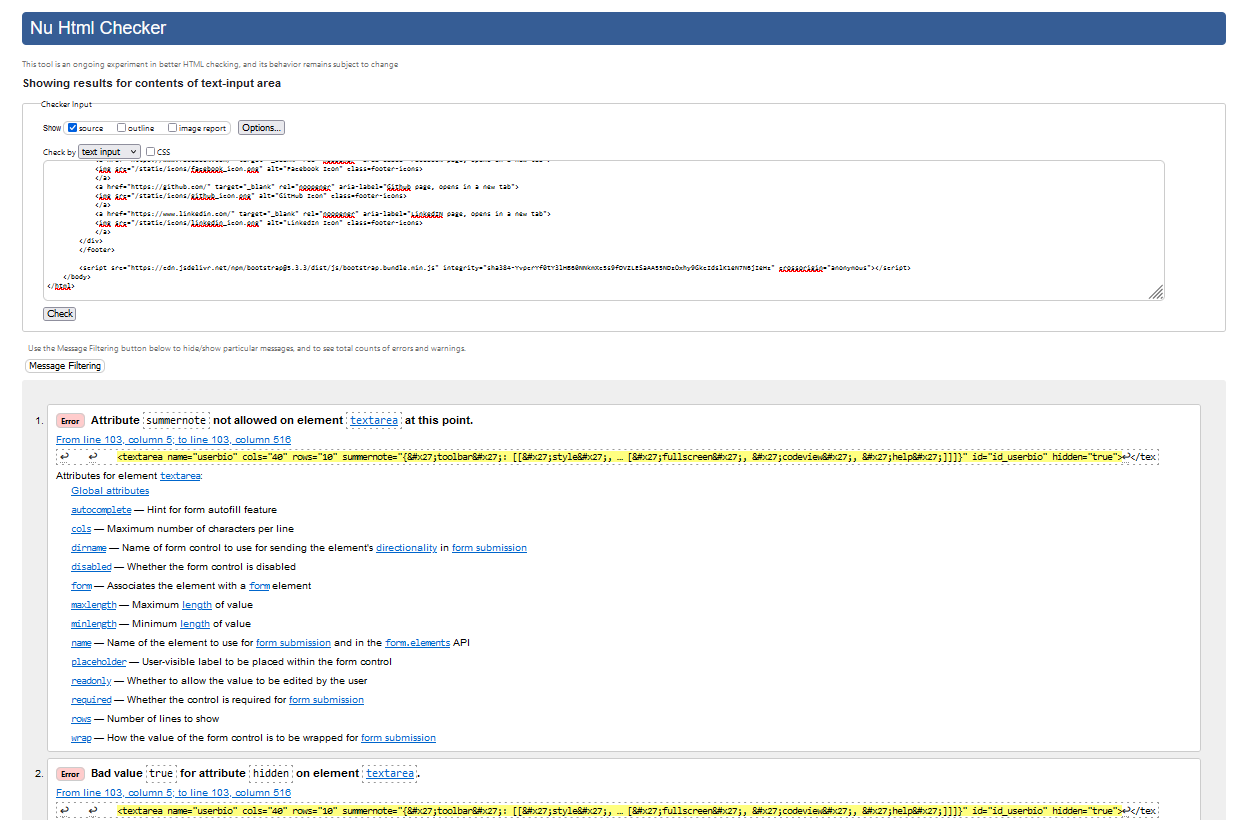 Nu Html Checker
This tool is an ongoing experiment in better HTML checking, and its behavior remains subject to change
Showing results for contents of text-input area
Checker Input
Show source outline image report Options...
Check by text input CSS
<img src="/static/icons/facebook_icon.png" alt="Facebook Icon" class=footer-icons>
</a>
<a href="https://github.com/" target="_blank" rel="noopener" aria-label="Github page, opens in a new tab">
<img src="/static/icons/github_icon.png" alt="GitHub Icon" class=footer-icons>
</a>
<a href="https://www.linkedin.com/" target="_blank" rel="noopener" aria-label="LinkedIn page, opens in a new tab">
<img src="/static/icons/linkedin_icon.png" alt="LinkedIn Icon" class=footer-icons>
</a>
</div>
</footer>
<script src="https://cdn.jsdelivr.net/npm/bootstrap@5.3.3/dist/js/bootstrap.bundle.min.js" crossorigin="anonymous"></script>
</body>
</html>
Check
Use the Message Filtering button below to hide/show particular messages, and to see total counts of errors and warnings.
Message Filtering
1. Error Attribute summernote not allowed on element textarea at this point.
From line 103, column 5; to line 103, column 516
↩ ↩ <textarea name="userbio" cols="40" rows="10" summernote="{&#x27;toolbar&#x27;: [[&#x27;style&#x27;, … [&#x27;fullscreen&#x27;, &#x27;codeview&#x27;, &#x27;help&#x27;]]]}" id="id_userbio" hidden="true">↩</tex
Attributes for element textarea:
Global attributes
autocomplete — Hint for form autofill feature
cols — Maximum number of characters per line
dirname — Name of form control to use for sending the element's directionality in form submission
disabled — Whether the form control is disabled
form — Associates the element with a form element
maxlength — Maximum length of value
minlength — Minimum length of value
name — Name of the element to use for form submission and in the form.elements API
placeholder — User-visible label to be placed within the form control
readonly — Whether to allow the value to be edited by the user
required — Whether the control is required for form submission
rows — Number of lines to show
wrap — How the value of the form control is to be wrapped for form submission
2. Error Bad value true for attribute hidden on element textarea.
From line 103, column 5; to line 103, column 516
↩ ↩ <textarea name="userbio" cols="40" rows="10" summernote="{&#x27;toolbar&#x27;: [[&#x27;style&#x27;, … [&#x27;fullscreen&#x27;, &#x27;codeview&#x27;, &#x27;help&#x27;]]]}" id="id_userbio" hidden="true">↩</tex